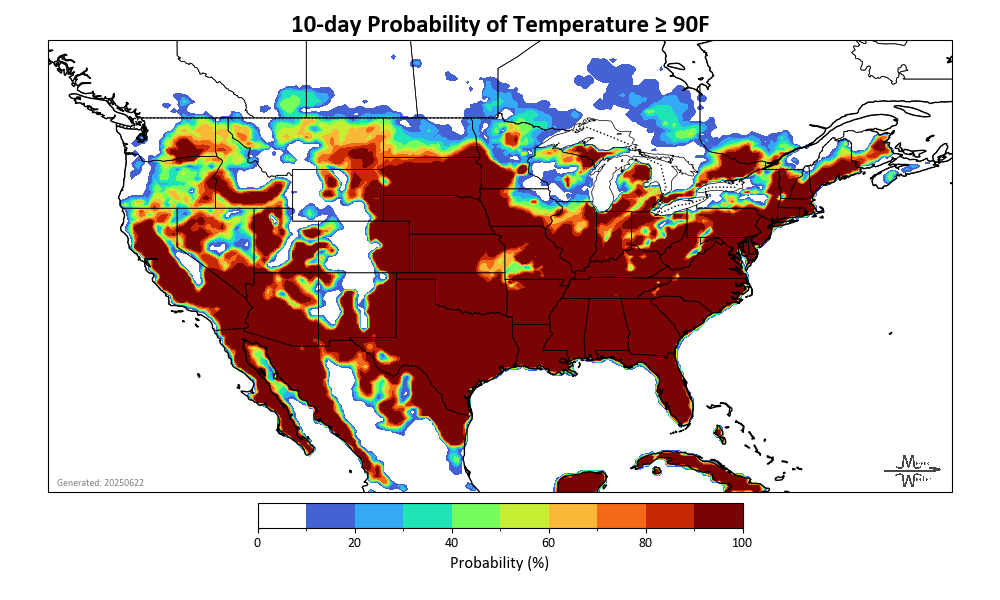 10-day Probability of Temperature ≥ 90F
Generated: 20250622
0 20 40 60 80 100
Probability (%)